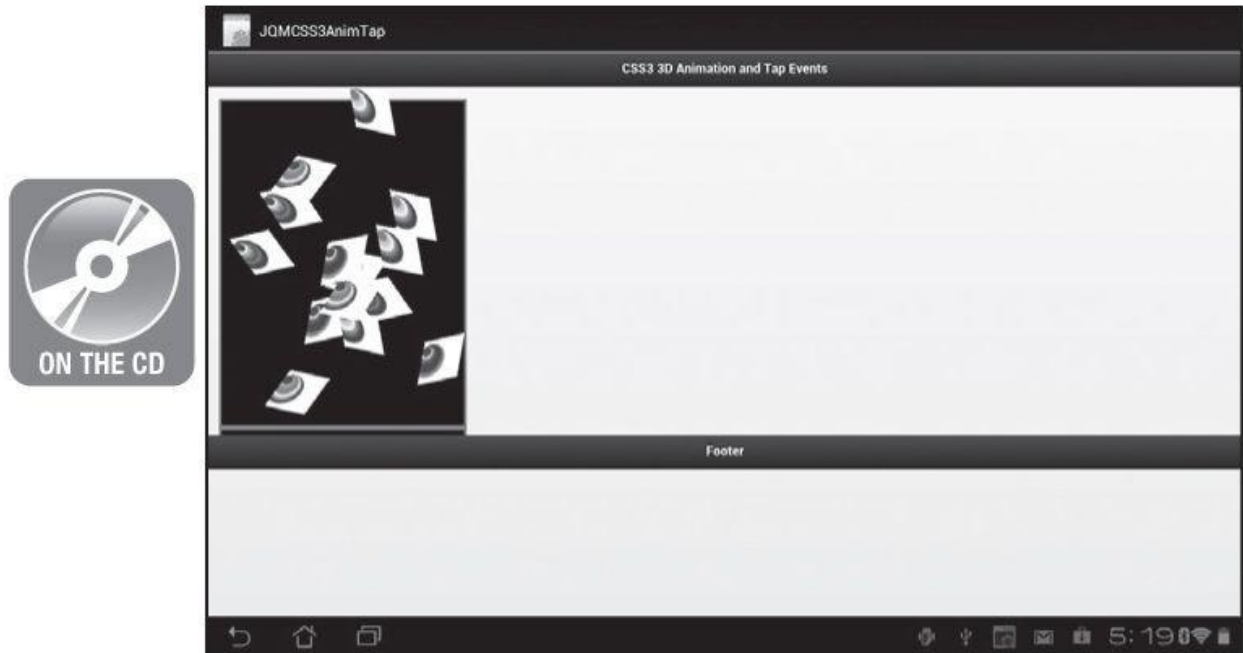 JQMCSS3AnimTap
CSS3 3D Animation and Tap Events
ON THE CD
Footer
5:19